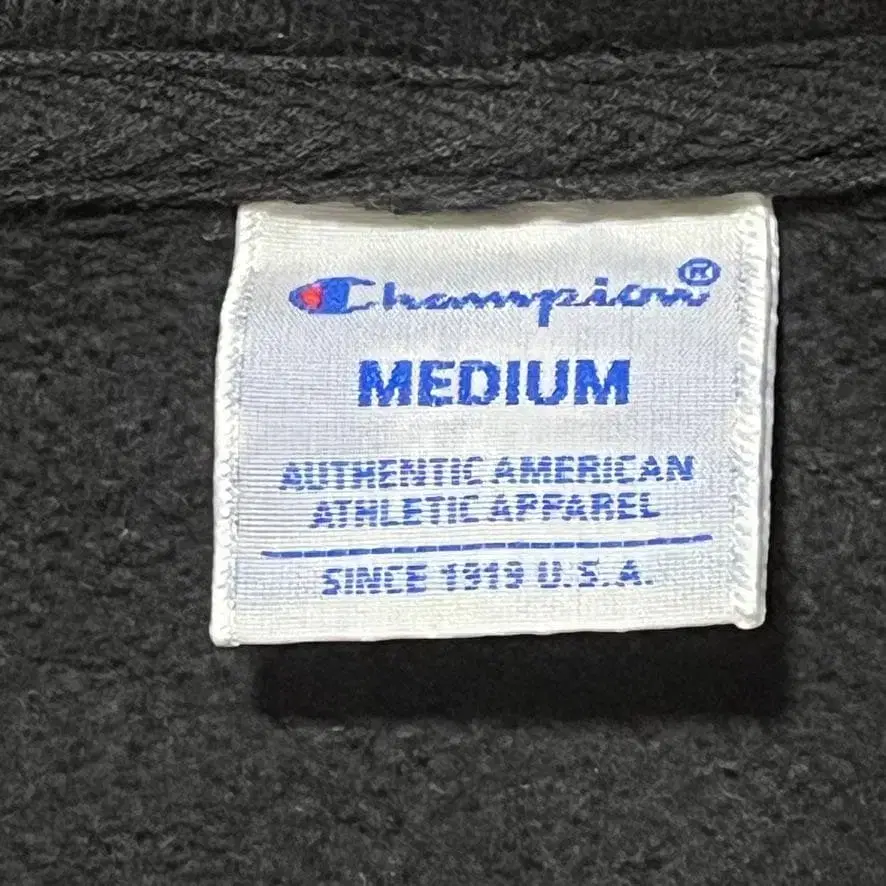 Champion®
MEDIUM
AUTHENTIC AMERICAN
ATHLETIC APPAREL
SINCE 1919 U.S.A.